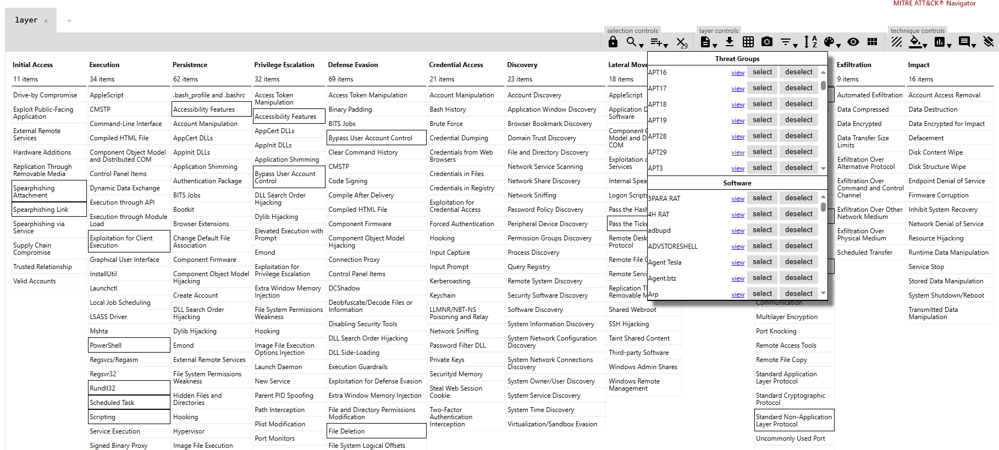 MITRE ATT&CK® Navigator
layer x +
selection controls
layer controls
technique controls
29
Threat Groups
APT16 view select deselect
APT17 view select deselect
APT18 view select deselect
APT19 view select deselect
APT28 view select deselect
APT29 view select deselect
APT3 view select deselect
Software
3PARA RAT view select deselect
4H RAT view select deselect
adbupd view select deselect
ADVSTORESHELL view select deselect
Agent Tesla view select deselect
Agent.btz view select deselect
Arp view select deselect
Initial Access
11 items
Drive-by Compromise
Exploit Public-Facing
Application
External Remote
Services
Hardware Additions
Replication Through
Removable Media
Spearphishing
Attachment
Spearphishing Link
Spearphishing via
Service
Supply Chain
Compromise
Trusted Relationship
Valid Accounts
Execution
34 items
AppleScript
CMSTP
Command-Line Interface
Compiled HTML File
Component Object Model
and Distributed COM
Control Panel Items
Dynamic Data Exchange
Execution through API
Execution through Module
Load
Exploitation for Client
Execution
Graphical User Interface
InstallUtil
Launchctl
Local Job Scheduling
LSASS Driver
Mshta
PowerShell
Regsvcs/Regasm
Regsvr32
Rundll32
Scheduled Task
Scripting
Service Execution
Signed Binary Proxy
Persistence
62 items
.bash_profile and .bashrc
Accessibility Features
Account Manipulation
AppCert DLLs
AppInit DLLs
Application Shimming
Authentication Package
BITS Jobs
Bootkit
Browser Extensions
Change Default File
Association
Component Firmware
Component Object Model
Hijacking
Create Account
DLL Search Order
Hijacking
Dylib Hijacking
Emond
External Remote Services
File System Permissions
Weakness
Hidden Files and
Directories
Hooking
Hypervisor
Image File Execution
Privilege Escalation
32 items
Access Token
Manipulation
Accessibility Features
AppCert DLLs
AppInit DLLs
Application Shimming
Bypass User Account
Control
DLL Search Order
Hijacking
Dylib Hijacking
Elevated Execution with
Prompt
Emond
Exploitation for
Privilege Escalation
Extra Window Memory
Injection
File System Permissions
Weakness
Hooking
Image File Execution
Options Injection
Launch Daemon
New Service
Parent PID Spoofing
Path Interception
Plist Modification
Port Monitors
Defense Evasion
69 items
Access Token Manipulation
Binary Padding
BITS Jobs
Bypass User Account Control
Clear Command History
CMSTP
Code Signing
Compile After Delivery
Compiled HTML File
Component Firmware
Component Object Model
Hijacking
Connection Proxy
Control Panel Items
DCShadow
Deobfuscate/Decode Files or
Information
Disabling Security Tools
DLL Search Order Hijacking
DLL Side-Loading
Execution Guardrails
Exploitation for Defense Evasion
Extra Window Memory Injection
File and Directory Permissions
Modification
File Deletion
File System Logical Offsets
Credential Access
21 items
Account Manipulation
Bash History
Brute Force
Credential Dumping
Credentials from Web
Browsers
Credentials in Files
Credentials in Registry
Exploitation for
Credential Access
Forced Authentication
Hooking
Input Capture
Input Prompt
Kerberoasting
Keychain
LLMNR/NBT-NS
Poisoning and Relay
Network Sniffing
Password Filter DLL
Private Keys
Securityd Memory
Steal Web Session
Cookie
Two-Factor
Authentication
Interception
Discovery
23 items
Account Discovery
Application Window Discovery
Browser Bookmark Discovery
Domain Trust Discovery
File and Directory Discovery
Network Service Scanning
Network Share Discovery
Network Sniffing
Password Policy Discovery
Peripheral Device Discovery
Permission Groups Discovery
Process Discovery
Query Registry
Remote System Discovery
Security Software Discovery
Software Discovery
System Information Discovery
System Network Configuration
Discovery
System Network Connections
Discovery
System Owner/User Discovery
System Service Discovery
System Time Discovery
Virtualization/Sandbox Evasion
Lateral Move
18 items
AppleScript
Application D
Software
Component
Model and D
COM
Exploitation
Services
Internal Spea
Logon Scripts
Pass the Hash
Pass the Ticke
Remote Desk
Protocol
Remote File
Remote Servi
Replication T
Removable M
Shared Webroot
SSH Hijacking
Taint Shared Content
Third-party Software
Windows Admin Shares
Windows Remote
Management
Communication
Multilayer Encryption
Port Knocking
Remote Access Tools
Remote File Copy
Standard Application
Layer Protocol
Standard Cryptographic
Protocol
Standard Non-Application
Layer Protocol
Uncommonly Used Port
Exfiltration
9 items
Automated Exfiltration
Data Compressed
Data Encrypted
Data Transfer Size
Limits
Exfiltration Over
Alternative Protocol
Exfiltration Over
Command and Control
Channel
Exfiltration Over Other
Network Medium
Exfiltration Over
Physical Medium
Scheduled Transfer
Impact
16 items
Account Access Removal
Data Destruction
Data Encrypted for Impact
Defacement
Disk Content Wipe
Disk Structure Wipe
Endpoint Denial of Service
Firmware Corruption
Inhibit System Recovery
Network Denial of Service
Resource Hijacking
Runtime Data Manipulation
Service Stop
Stored Data Manipulation
System Shutdown/Reboot
Transmitted Data
Manipulation